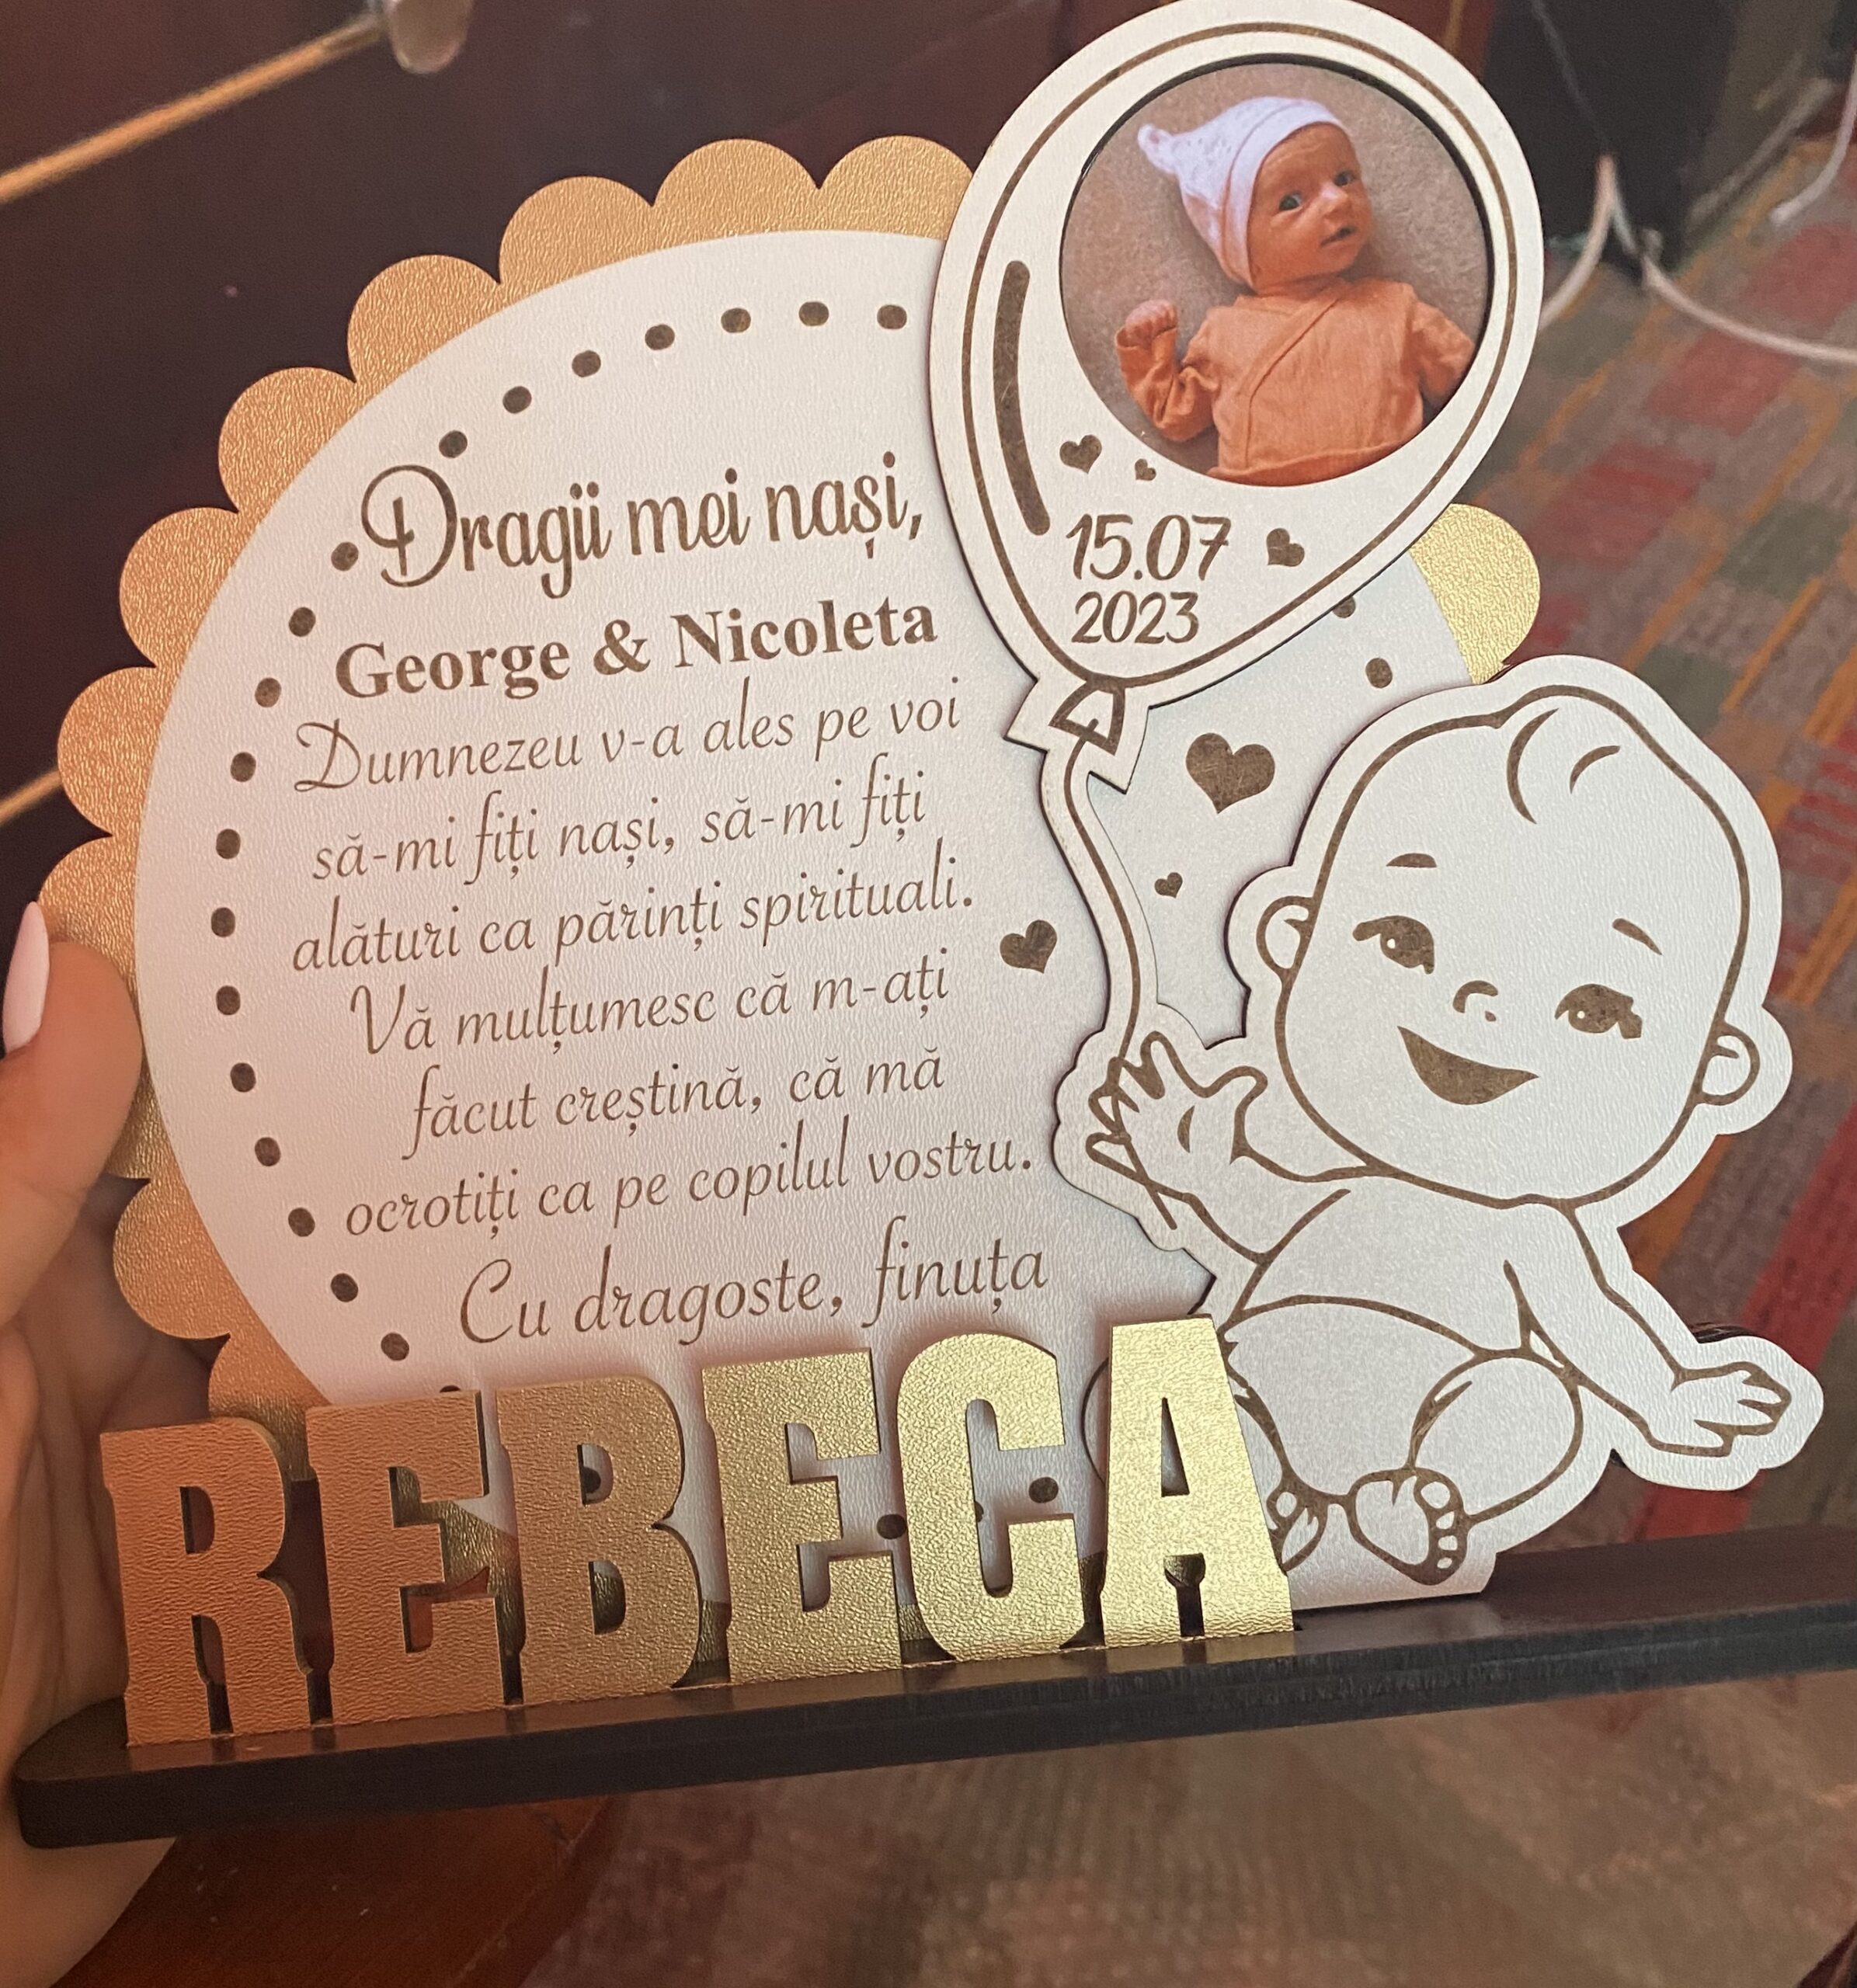 15.07
2023
Dragii mei nași,
George & Nicoleta
Dumnezeu v-a ales pe voi
să-mi fiți nași, să-mi fiți
alături ca părinți spirituali.
Vă mulțumesc că m-ați
făcut creștină, că mă
ocrotiți ca pe copilul vostru.
Cu dragoste, finuța
REBECA